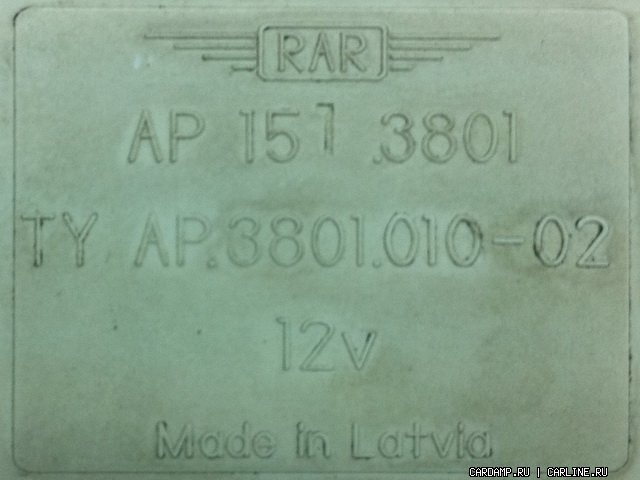 RAR
AP 151.3801
TY AP.3801.010-02
12v
Made in Latvia
CARDAMP.RU | CARLINE.RU